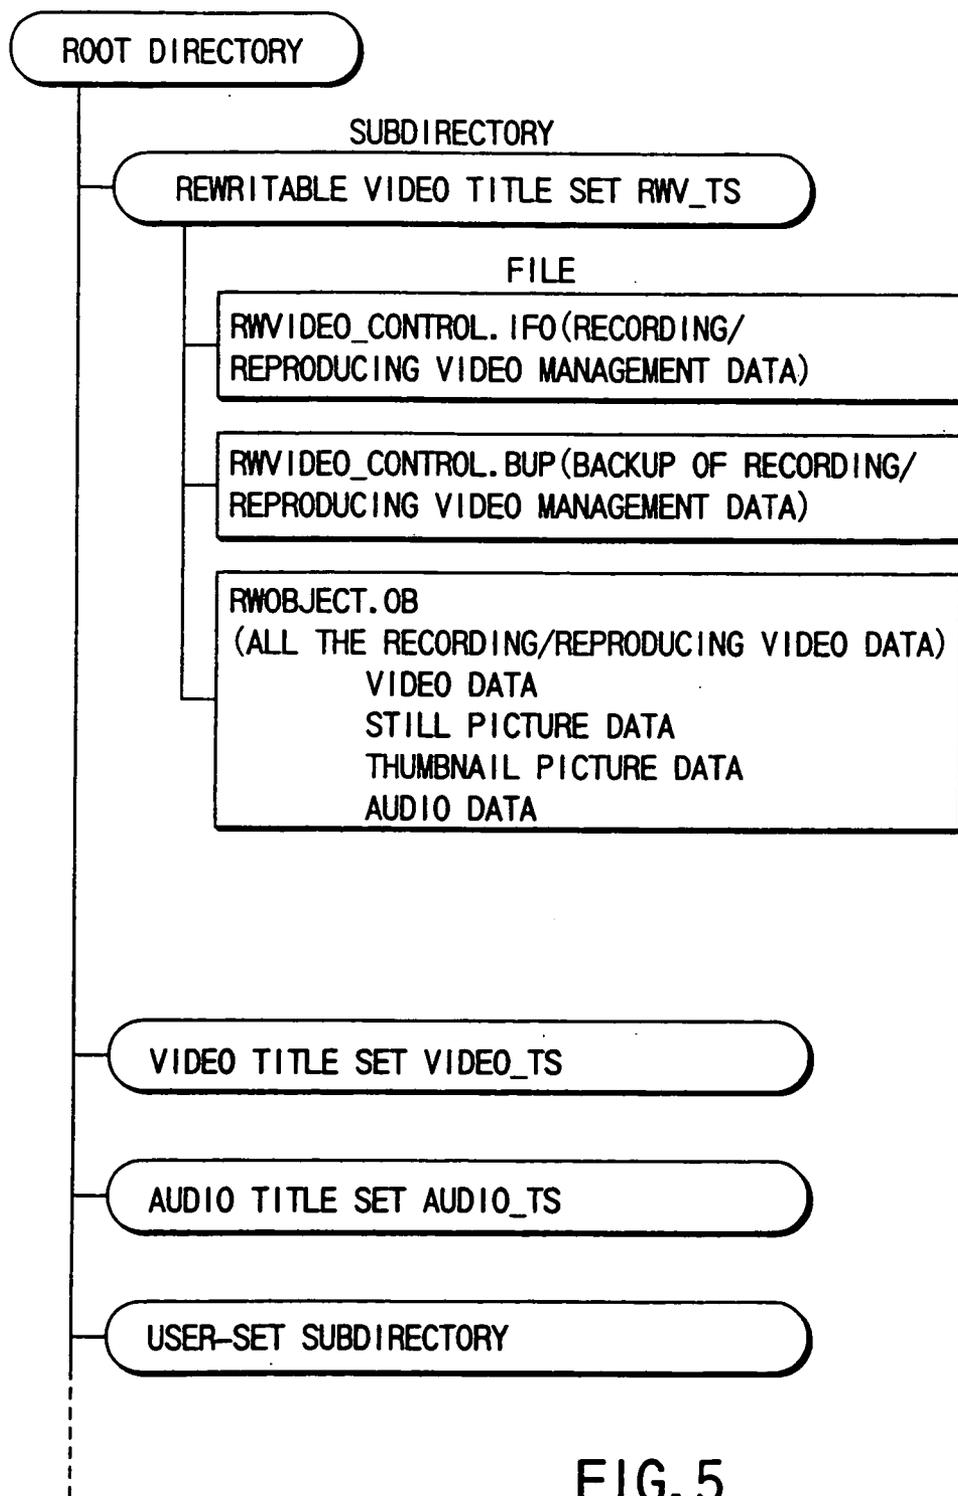 ROOT DIRECTORY
SUBDIRECTORY
REWRITABLE VIDEO TITLE SET RWV_TS
FILE
RWVIDEO_CONTROL.IFO(RECORDING/
REPRODUCING VIDEO MANAGEMENT DATA)
RWVIDEO_CONTROL.BUP(BACKUP OF RECORDING/
REPRODUCING VIDEO MANAGEMENT DATA)
RWOBJECT.OB
(ALL THE RECORDING/REPRODUCING VIDEO DATA)
VIDEO DATA
STILL PICTURE DATA
THUMBNAIL PICTURE DATA
AUDIO DATA
VIDEO TITLE SET VIDEO_TS
AUDIO TITLE SET AUDIO_TS
USER-SET SUBDIRECTORY
FIG.5